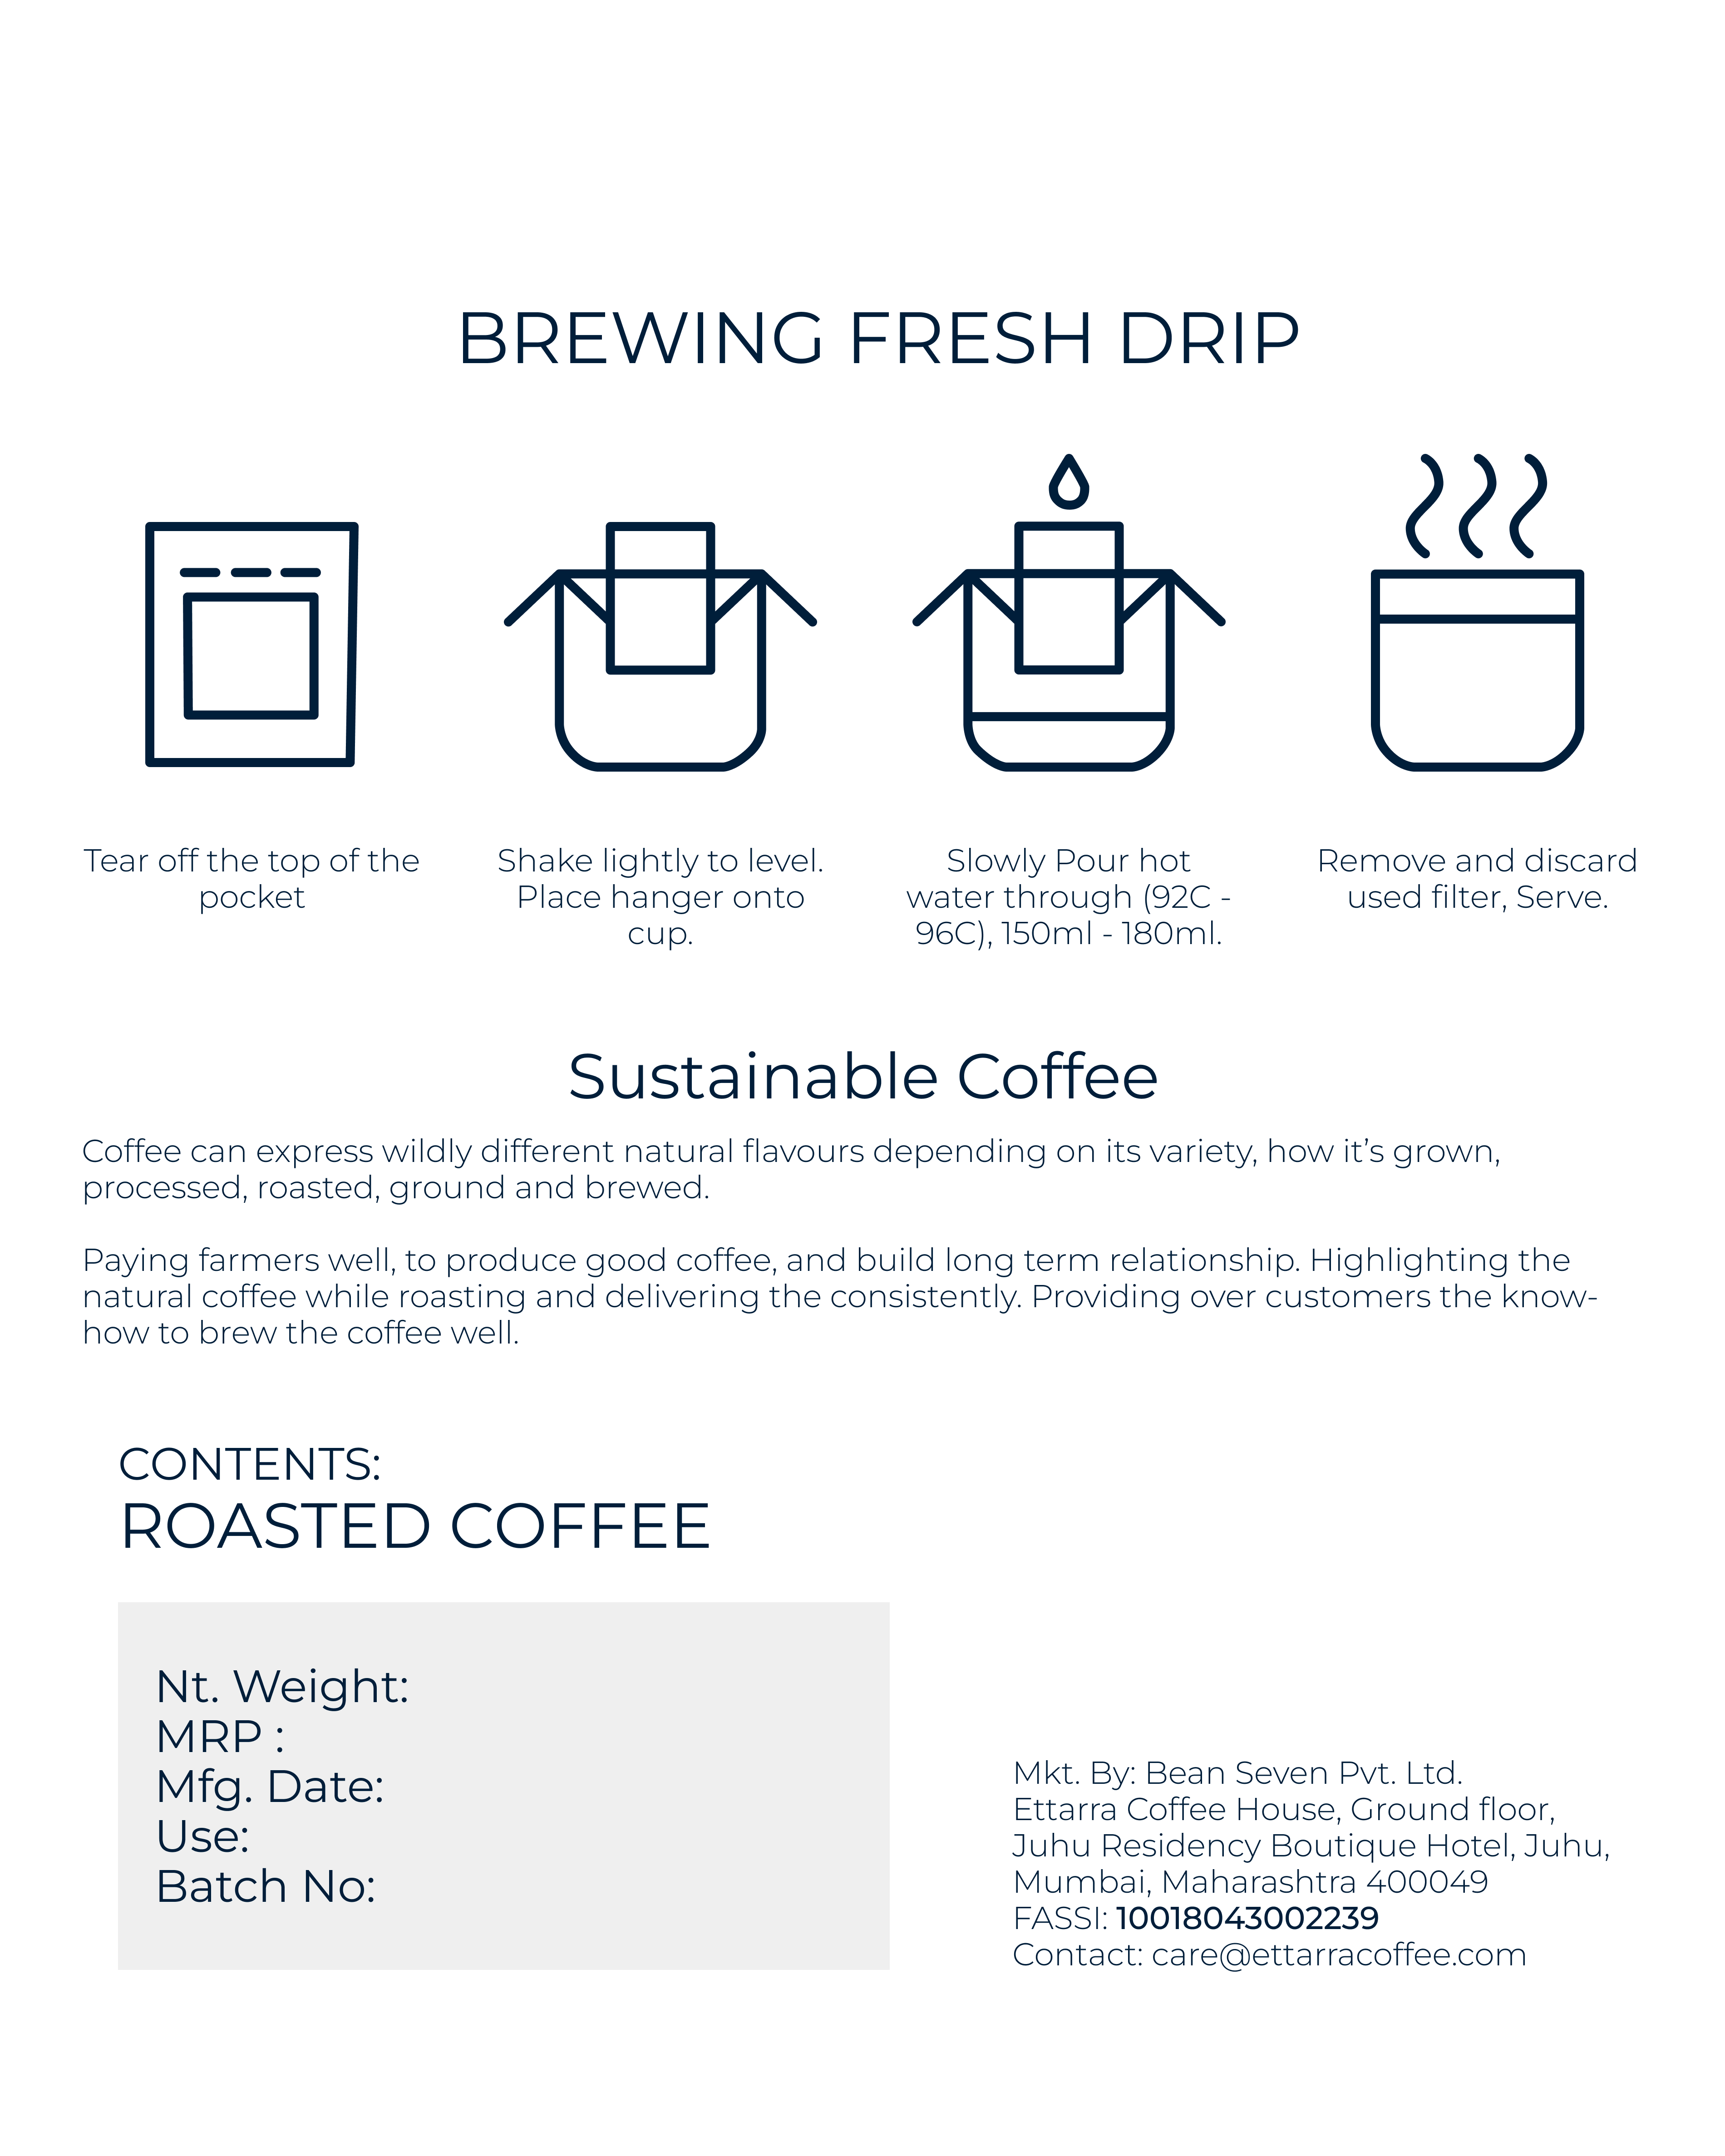 BREWING FRESH DRIP
Tear off the top of the
pocket
Shake lightly to level.
Place hanger onto
cup.
Slowly Pour hot
water through (92C -
96C), 150ml - 180ml.
Remove and discard
used filter, Serve.
Sustainable Coffee
Coffee can express wildly different natural flavours depending on its variety, how it’s grown,
processed, roasted, ground and brewed.
Paying farmers well, to produce good coffee, and build long term relationship. Highlighting the
natural coffee while roasting and delivering the consistently. Providing over customers the know-
how to brew the coffee well.
CONTENTS:
ROASTED COFFEE
Nt. Weight:
MRP :
Mfg. Date:
Use:
Batch No:
Mkt. By: Bean Seven Pvt. Ltd.
Ettarra Coffee House, Ground floor,
Juhu Residency Boutique Hotel, Juhu,
Mumbai, Maharashtra 400049
FASSI: 10018043002239
Contact: care@ettarracoffee.com